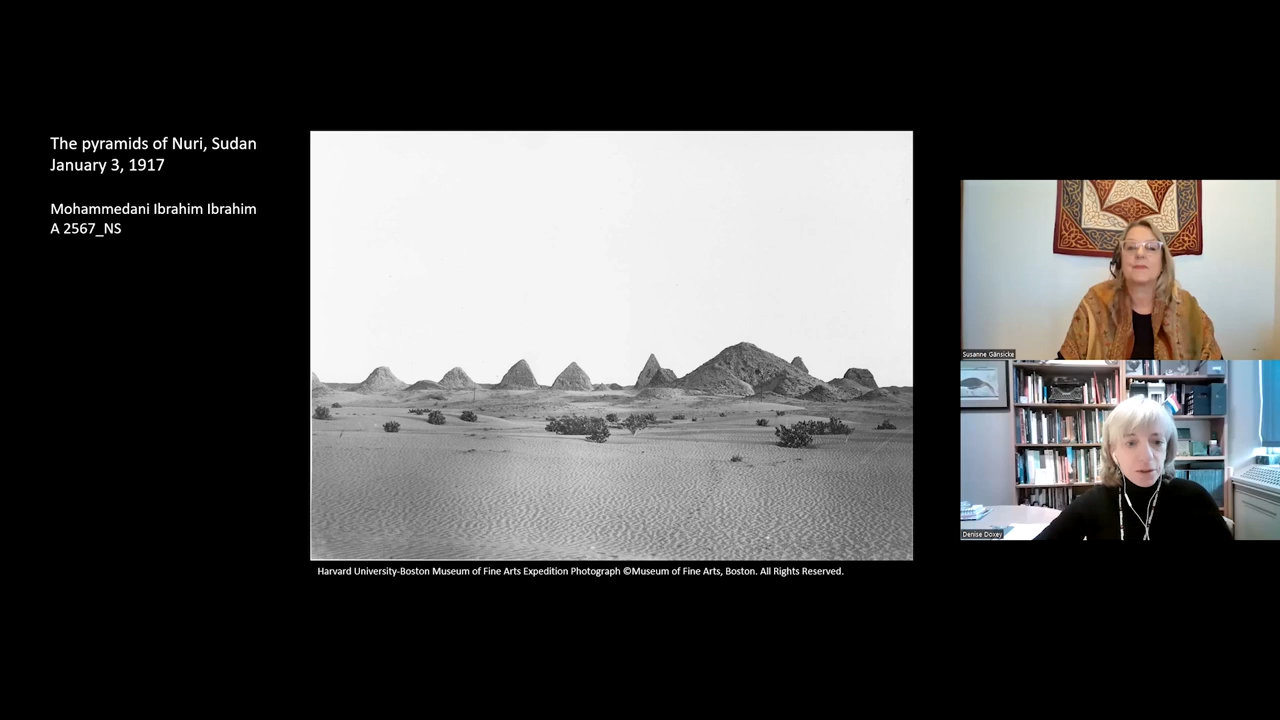 The pyramids of Nuri, Sudan
January 3, 1917
Mohammedani Ibrahim Ibrahim
A 2567_NS
Harvard University-Boston Museum of Fine Arts Expedition Photograph ©Museum of Fine Arts, Boston. All Rights Reserved.
Susanne Gänsicke
Denise Doxey